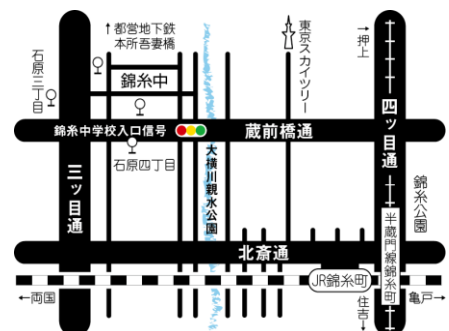 ↑都営地下鉄
本所吾妻橋
石原三丁目
錦糸中
東京スカイツリー
→押上
四ッ目通
錦糸中学校入口信号
蔵前橋通
石原四丁目
大横川親水公園
三ッ目通
錦糸公園
半蔵門線錦糸町
北斎通
JR錦糸町
←両国
住吉→
亀戸→